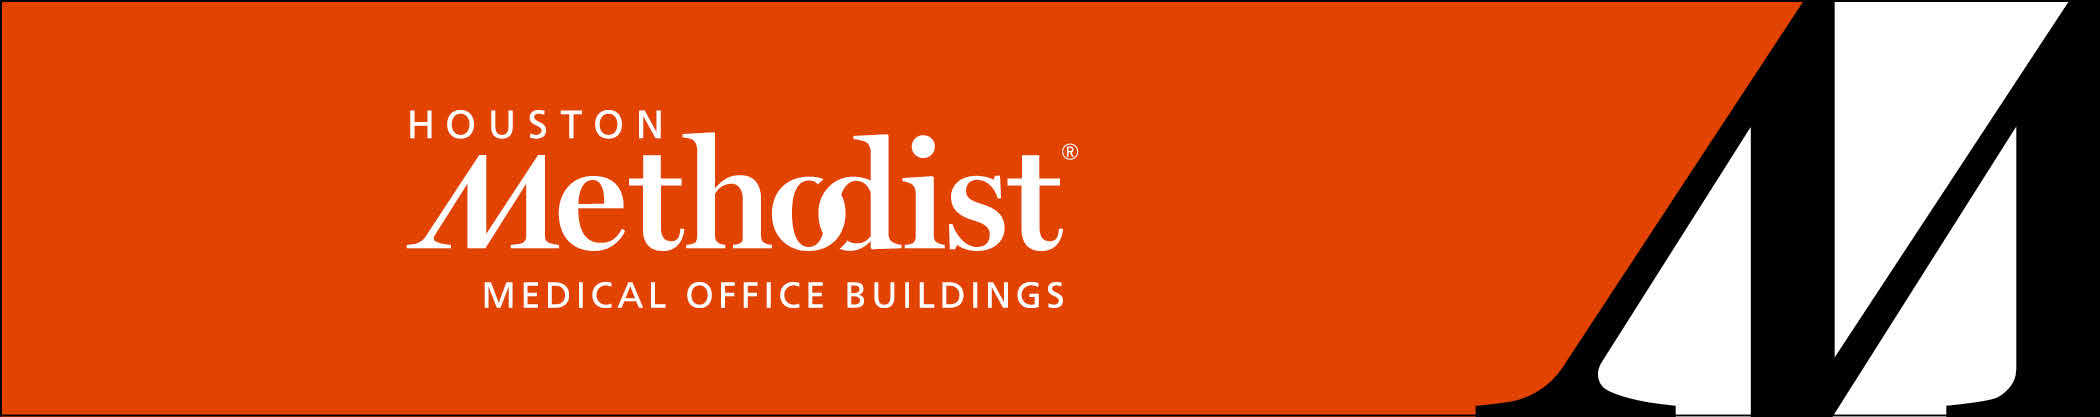 HOUSTON
Methodist®
MEDICAL OFFICE BUILDINGS
M